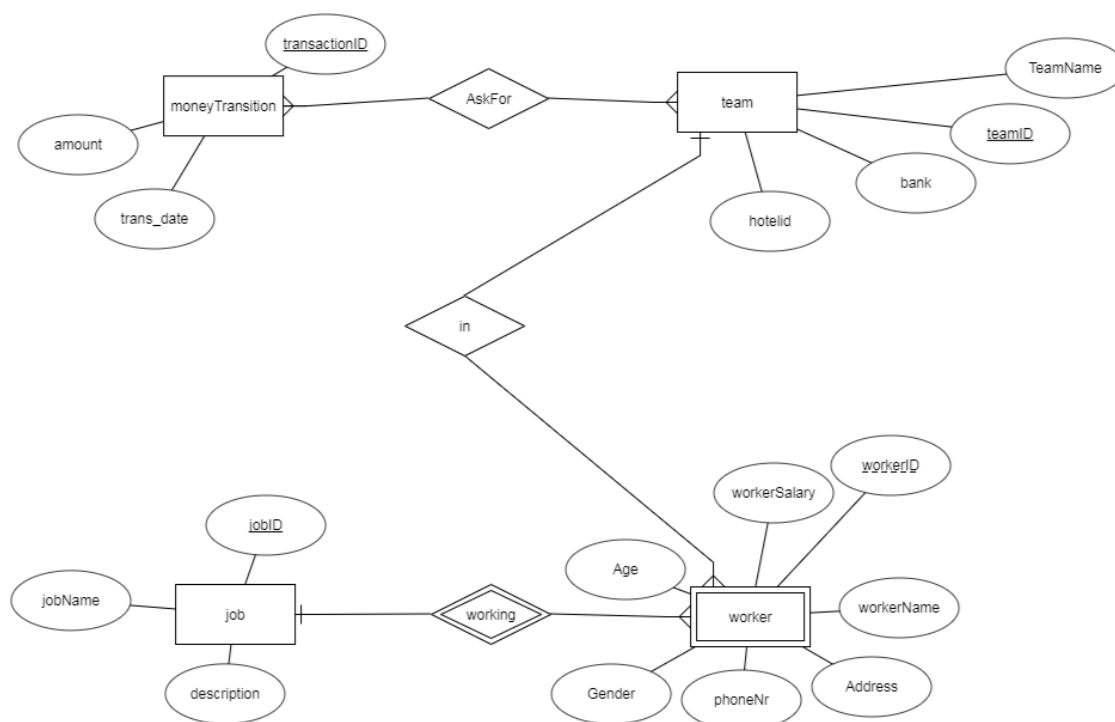 transactionID
TeamName
moneyTransition
AskFor
team
amount
teamID
bank
trans_date
hotelid
in
workerID
workerSalary
jobID
Age
jobName
job
working
worker
workerName
description
Gender
phoneNr
Address